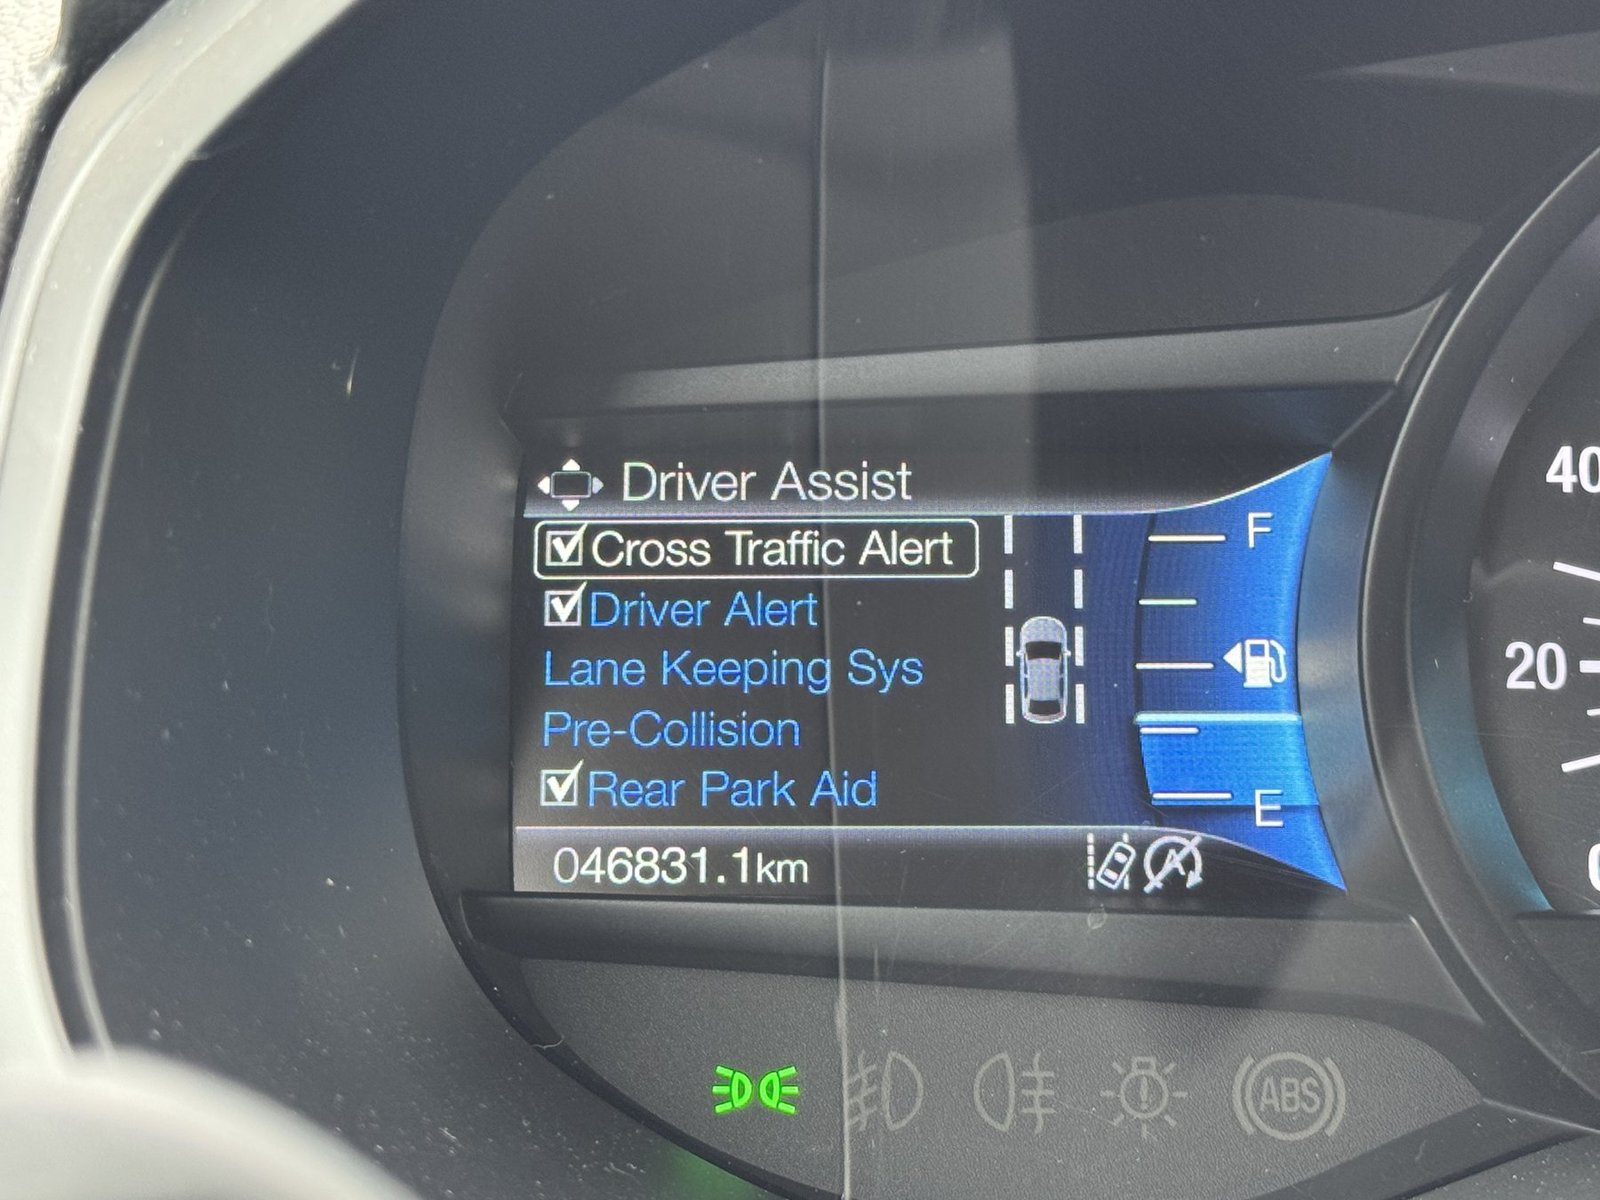 Driver Assist
Cross Traffic Alert
Driver Alert
Lane Keeping Sys
Pre-Collision
Rear Park Aid
046831.1km
F
E
A
40
20
0
ABS